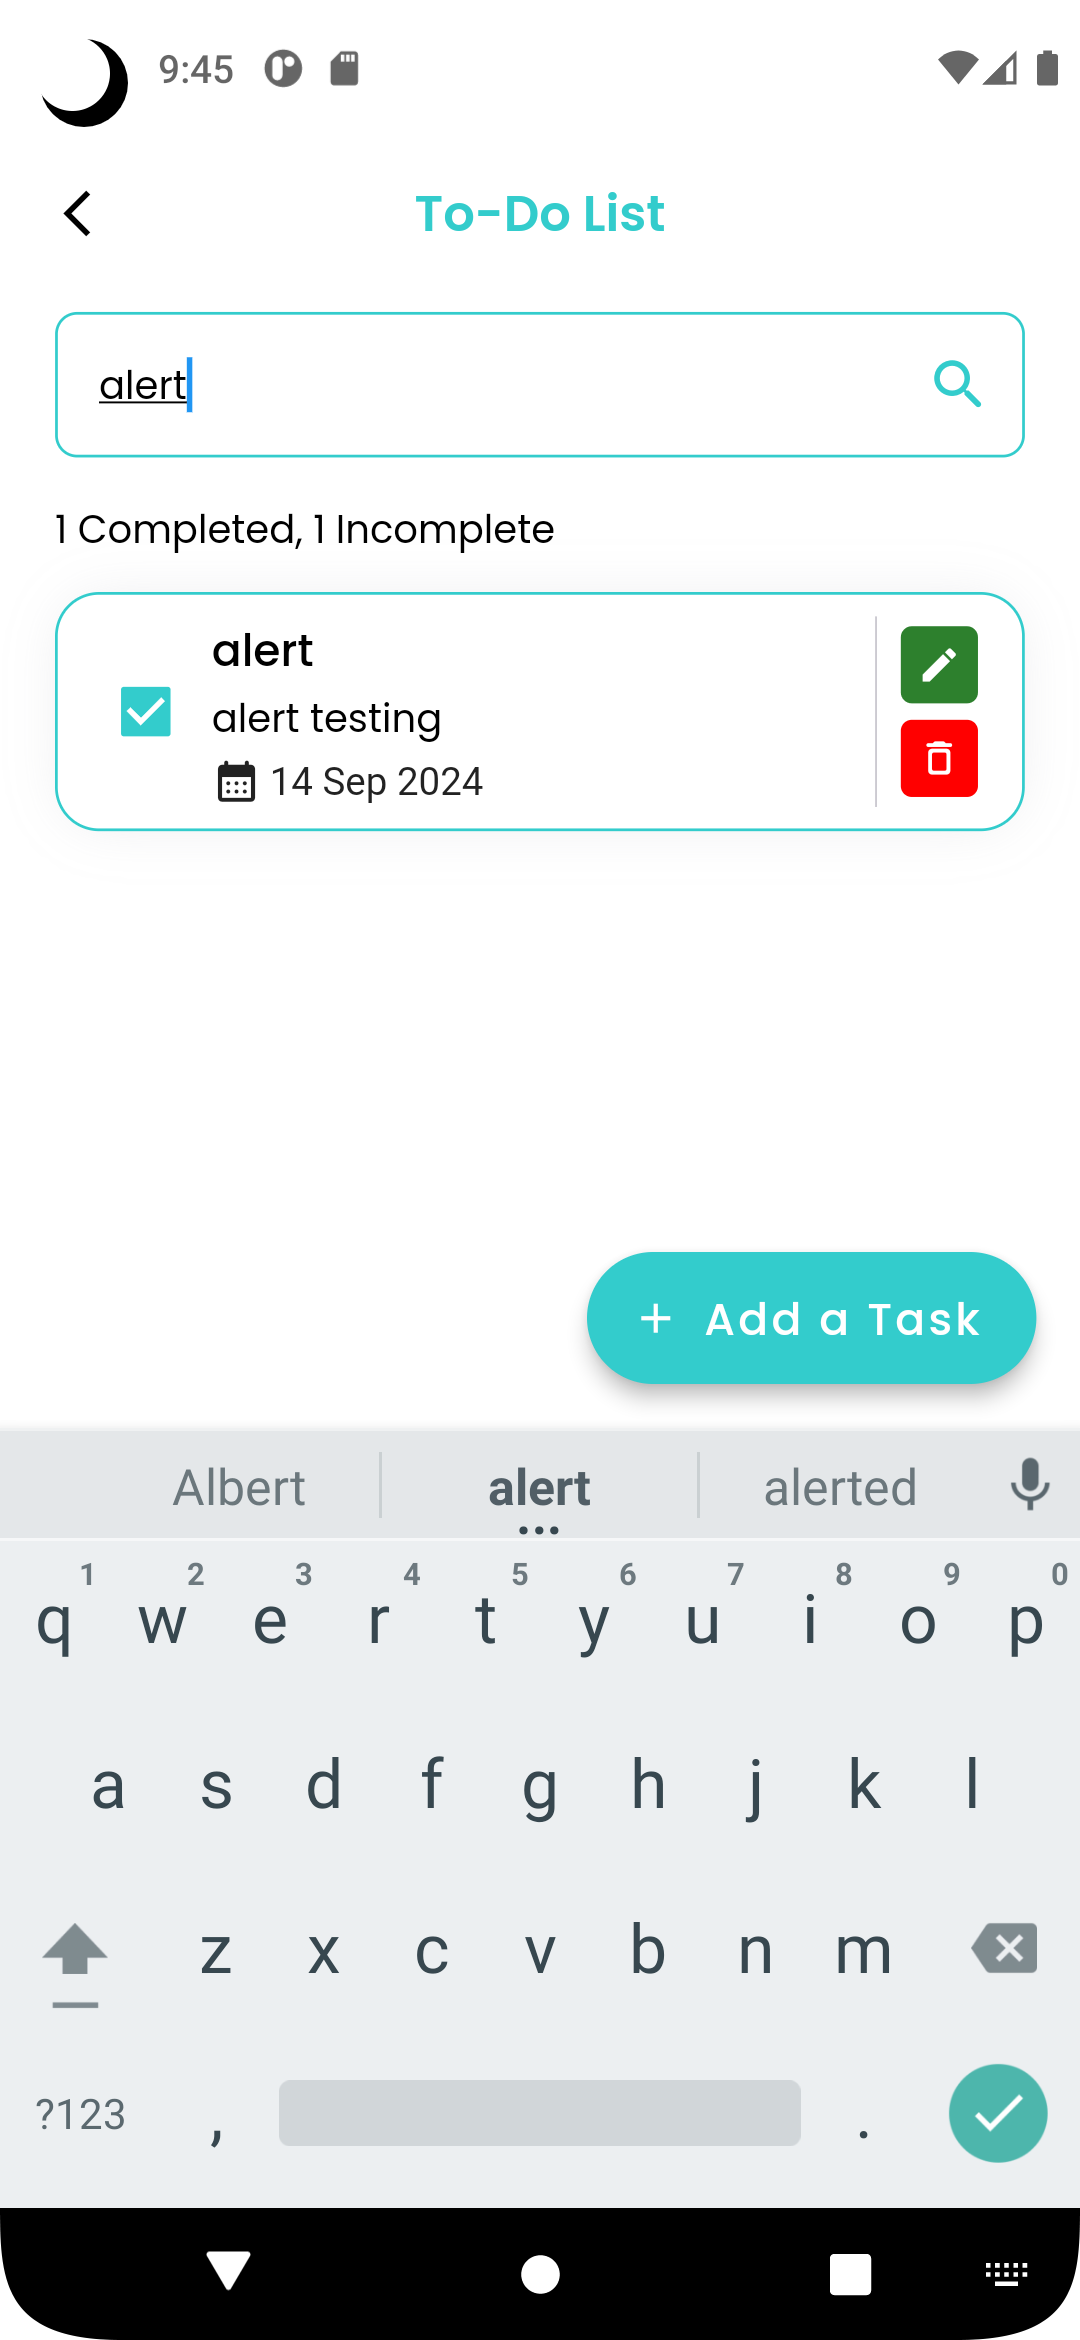 9:45
To-Do List
alert
1 Completed, 1 Incomplete
alert
alert testing
14 Sep 2024
+ Add a Task
Albert alert alerted
1 2 3 4 5 6 7 8 9 0
q w e r t y u i o p
a s d f g h j k l
z x c v b n m
?123 , .